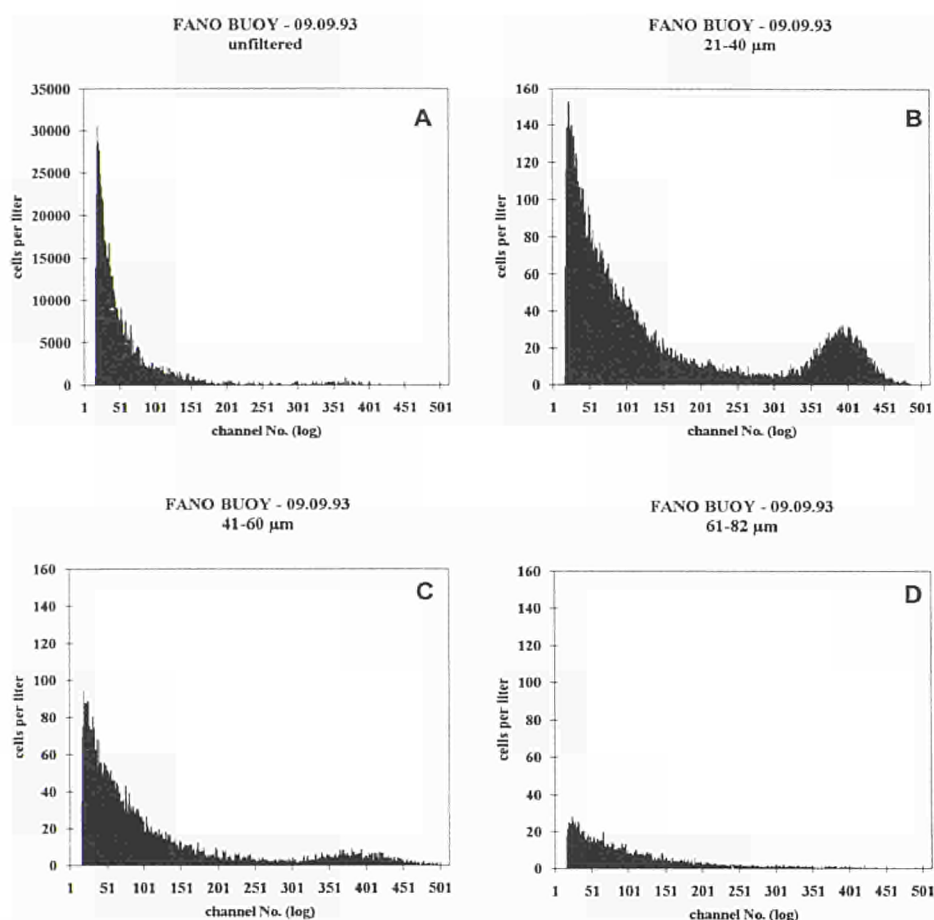 FANO BUOY - 09.09.93
unfiltered
A
35000
30000
25000
20000
15000
10000
5000
0
cells per liter
1 51 101 151 201 251 301 351 401 451 501
channel No. (log)
FANO BUOY - 09.09.93
21-40 µm
B
160
140
120
100
80
60
40
20
0
cells per liter
1 51 101 151 201 251 301 351 401 451 501
channel No. (log)
FANO BUOY - 09.09.93
41-60 µm
C
160
140
120
100
80
60
40
20
0
cells per liter
1 51 101 151 201 251 301 351 401 451 501
channel No. (log)
FANO BUOY - 09.09.93
61-82 µm
D
160
140
120
100
80
60
40
20
0
cells per liter
1 51 101 151 201 251 301 351 401 451 501
channel No. (log)